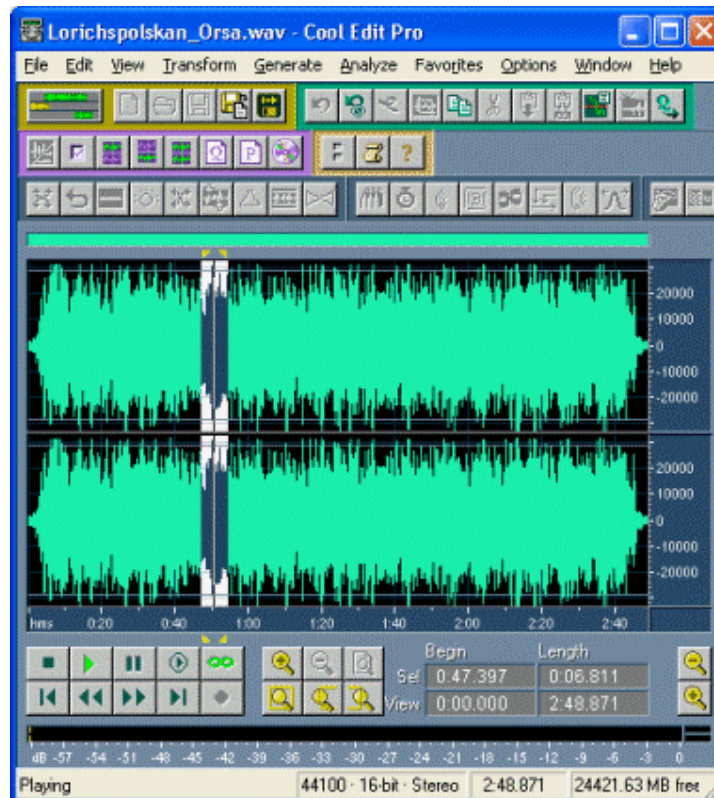 Lorichspolskan_Orsa.wav - Cool Edit Pro
File Edit View Transform Generate Analyze Favorites Options Window Help
F ?
20000
10000
0
-10000
-20000
20000
10000
0
-10000
-20000
hms 0:20 0:40 1:00 1:20 1:40 2:00 2:20 2:40
Begin Length
Sel 0:47.397 0:06.811
View 0:00.000 2:48.871
dB -57 -54 -51 -48 -45 -42 -39 -36 -33 -30 -27 -24 -21 -18 -15 -12 -9 -6 -3 0
Playing 44100 · 16-bit · Stereo 2:48.871 24421.63 MB free